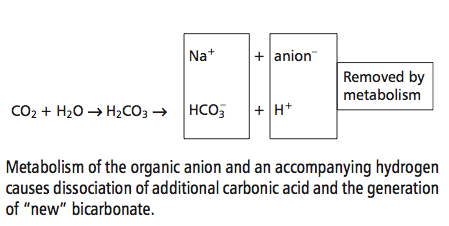 Na⁺ + anion⁻
Removed by
metabolism
CO₂ + H₂O → H₂CO₃ → HCO₃⁻ + H⁺
Metabolism of the organic anion and an accompanying hydrogen
causes dissociation of additional carbonic acid and the generation
of “new” bicarbonate.